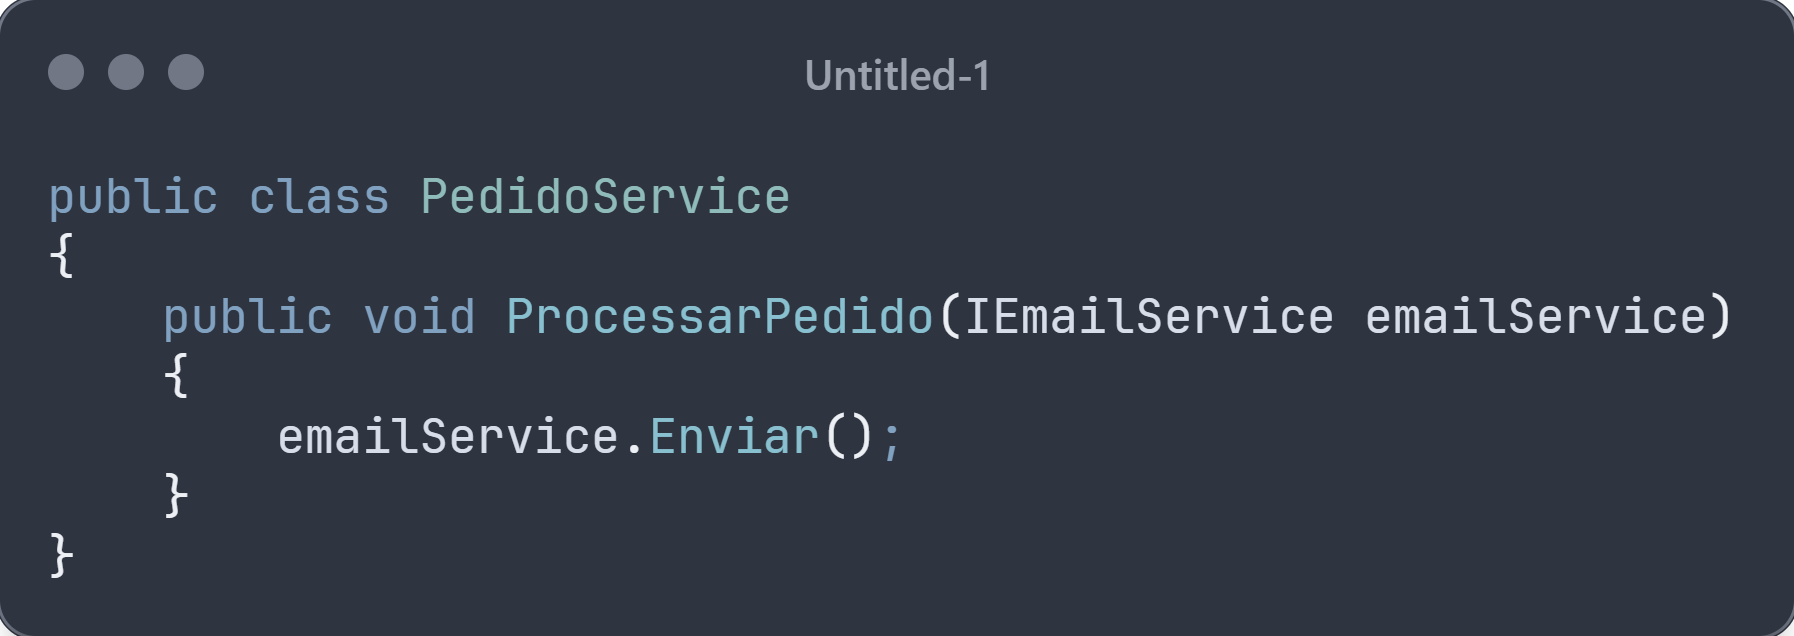 Untitled-1
public class PedidoService
{
    public void ProcessarPedido(IEmailService emailService)
    {
        emailService.Enviar();
    }
}